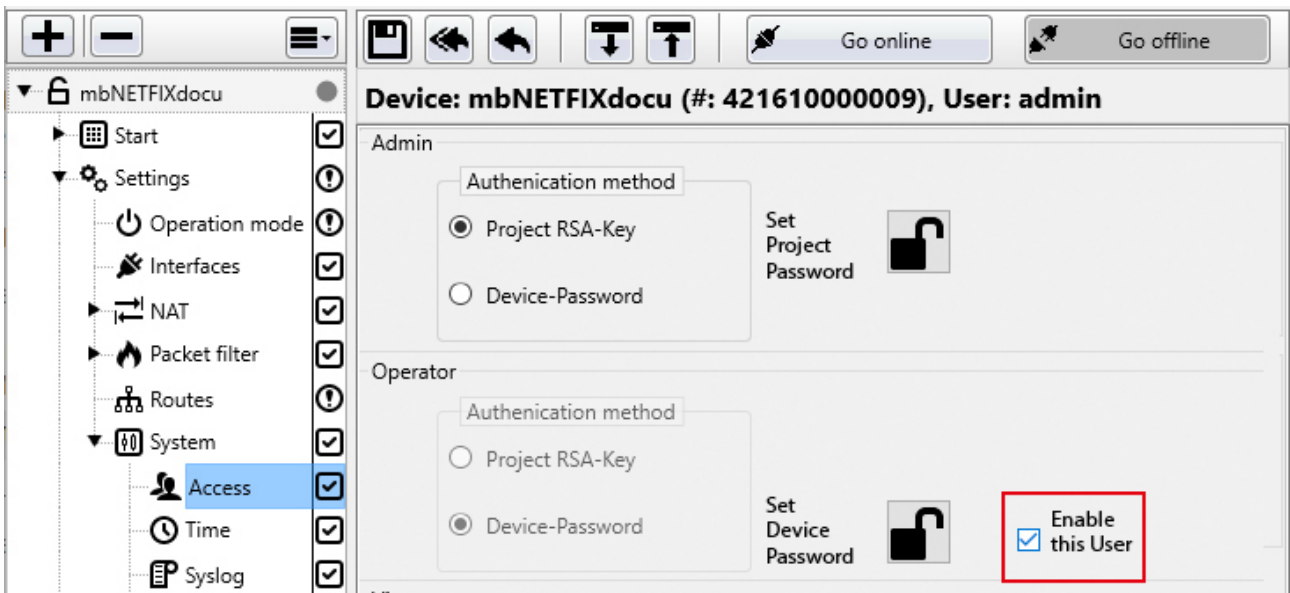 Go online
Go offline
mbNETFIXdocu
Start
Settings
Operation mode
Interfaces
NAT
Packet filter
Routes
System
Access
Time
Syslog
Device: mbNETFIXdocu (#: 421610000009), User: admin
Admin
Authenication method
Project RSA-Key
Device-Password
Set
Project
Password
Operator
Authenication method
Project RSA-Key
Device-Password
Set
Device
Password
Enable
this User